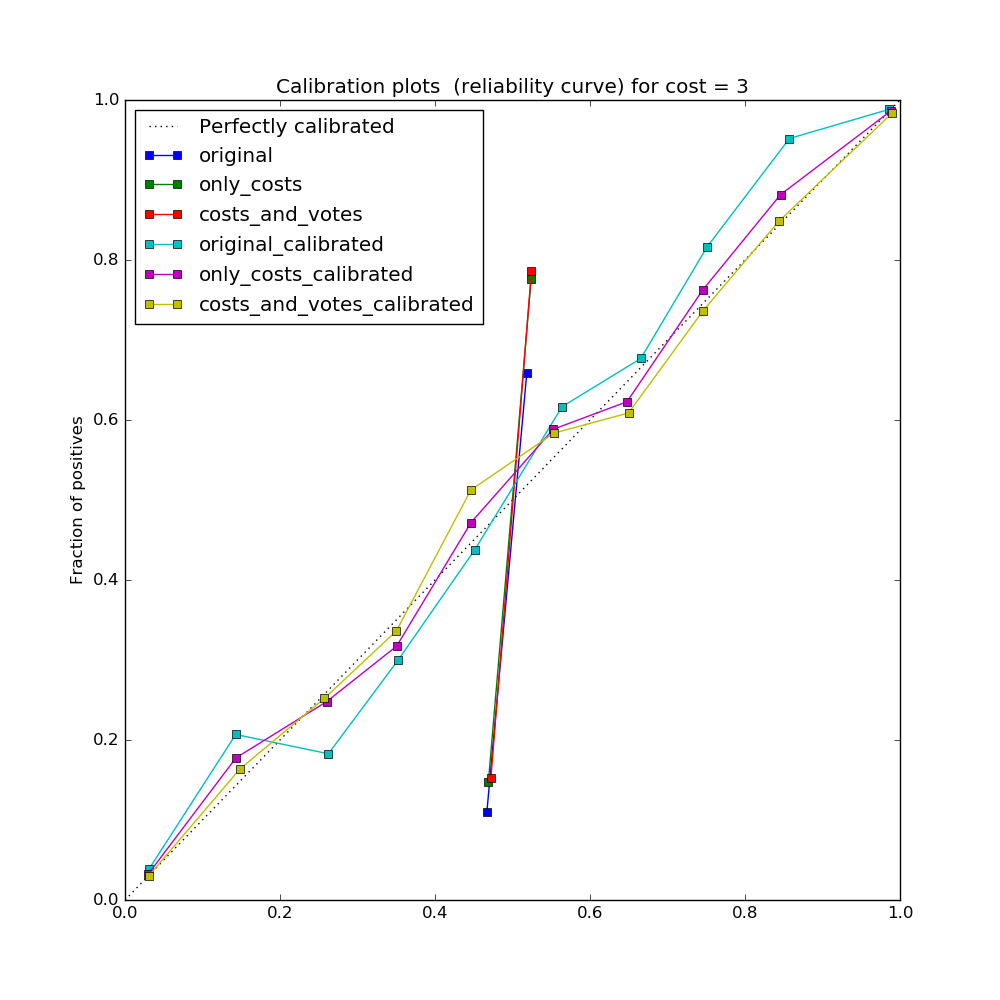 Calibration plots  (reliability curve) for cost = 3
1.0
Perfectly calibrated
original
only_costs
costs_and_votes
original_calibrated
only_costs_calibrated
costs_and_votes_calibrated
0.8
0.6
Fraction of positives
0.4
0.2
0.0
0.0 0.2 0.4 0.6 0.8 1.0